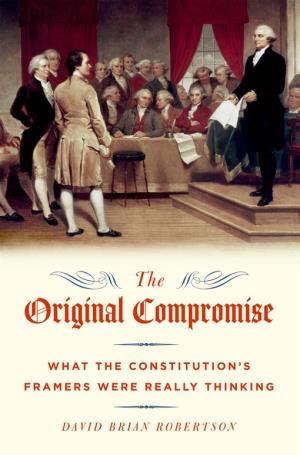 The
Original Compromise
WHAT THE CONSTITUTION'S
FRAMERS WERE REALLY THINKING
DAVID BRIAN ROBERTSON